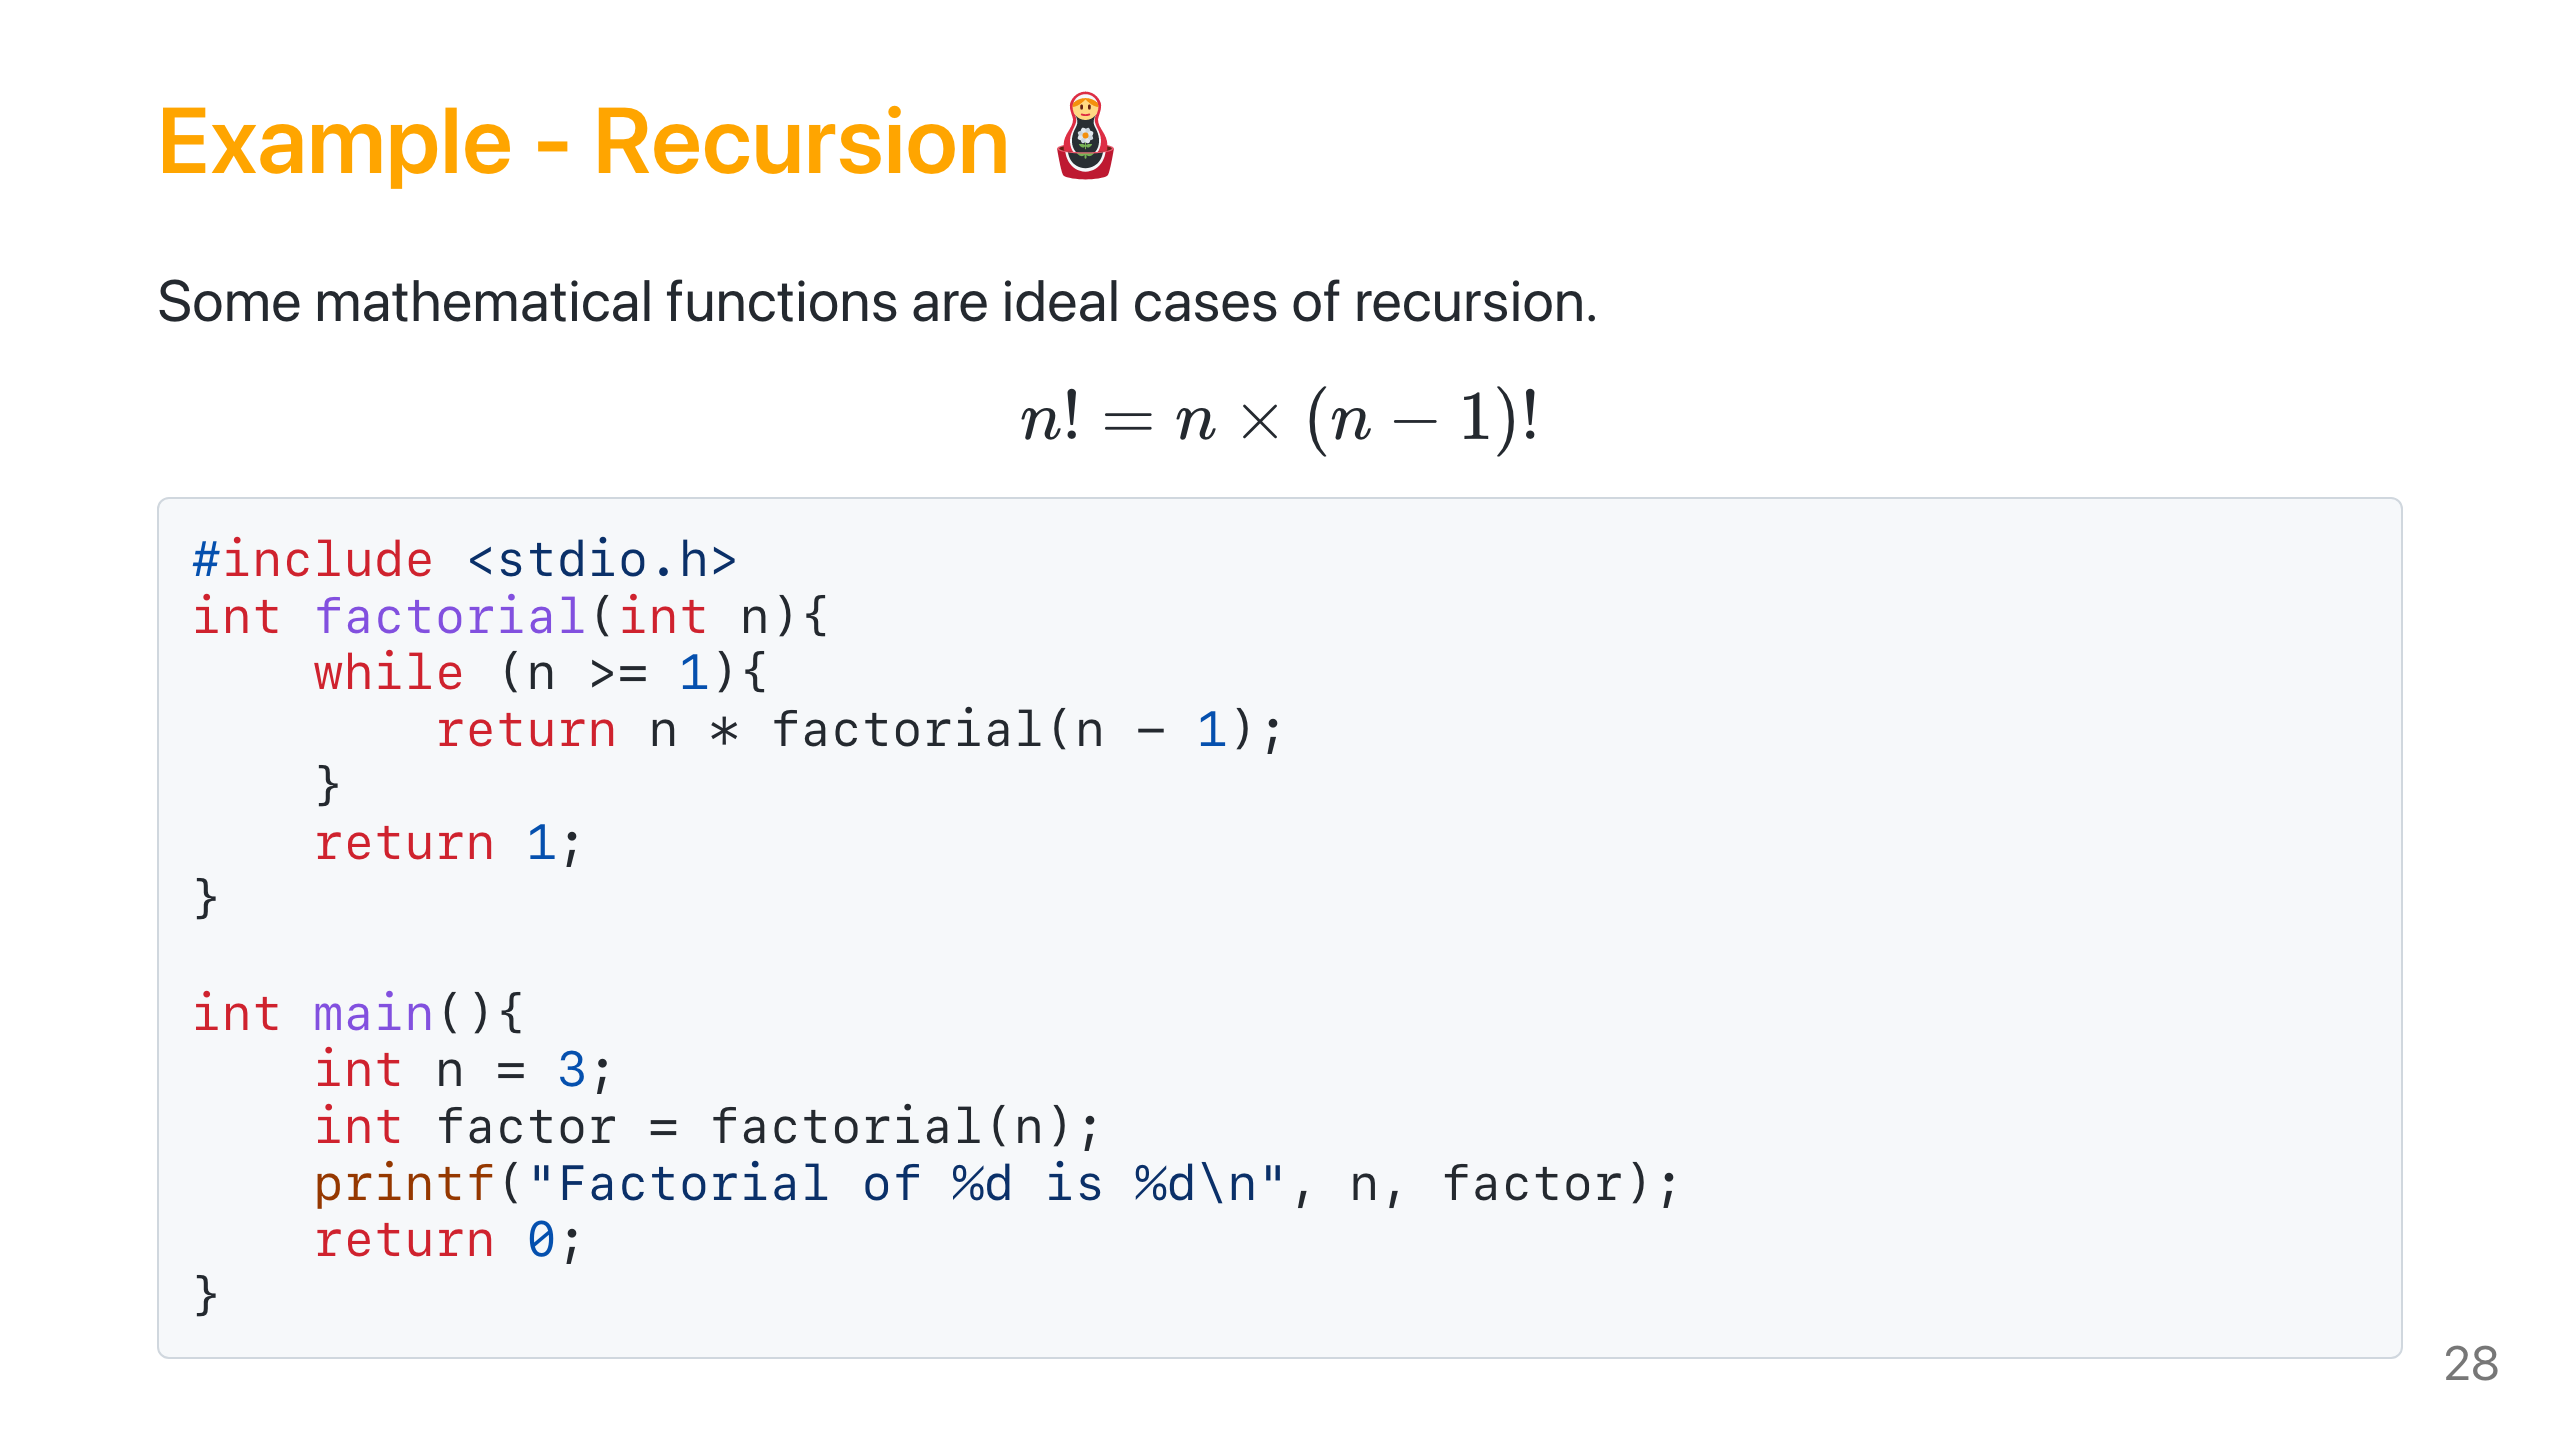 Example - Recursion 🪆
Some mathematical functions are ideal cases of recursion.
n! = n × (n − 1)!
#include <stdio.h>
int factorial(int n){
    while (n >= 1){
        return n * factorial(n - 1);
    }
    return 1;
}

int main(){
    int n = 3;
    int factor = factorial(n);
    printf("Factorial of %d is %d\n", n, factor);
    return 0;
}
28